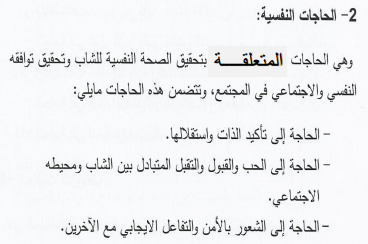 2- الحاجات النفسية:
وهي الحاجات المتعلقــــة بتحقيق الصحة النفسية للشاب وتحقيق توافقه
النفسي والاجتماعي في المجتمع، وتتضمن هذه الحاجات مايلي:
- الحاجة إلى تأكيد الذات واستقلالها.
- الحاجة إلى الحب والقبول والتقبل المتبادل بين الشاب ومحيطه
الاجتماعي.
- الحاجة إلى الشعور بالأمن والتفاعل الايجابي مع الآخرين.